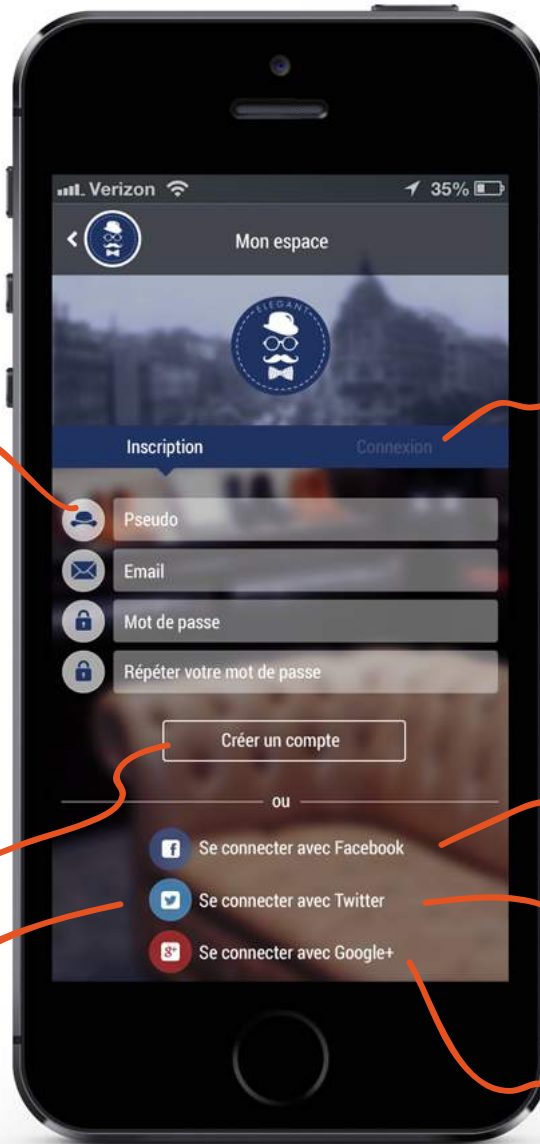 Verizon 35%
Mon espace
ELEGANT
Inscription Connexion
Pseudo
Email
Mot de passe
Répéter votre mot de passe
Créer un compte
ou
f Se connecter avec Facebook
Se connecter avec Twitter
g+ Se connecter avec Google+